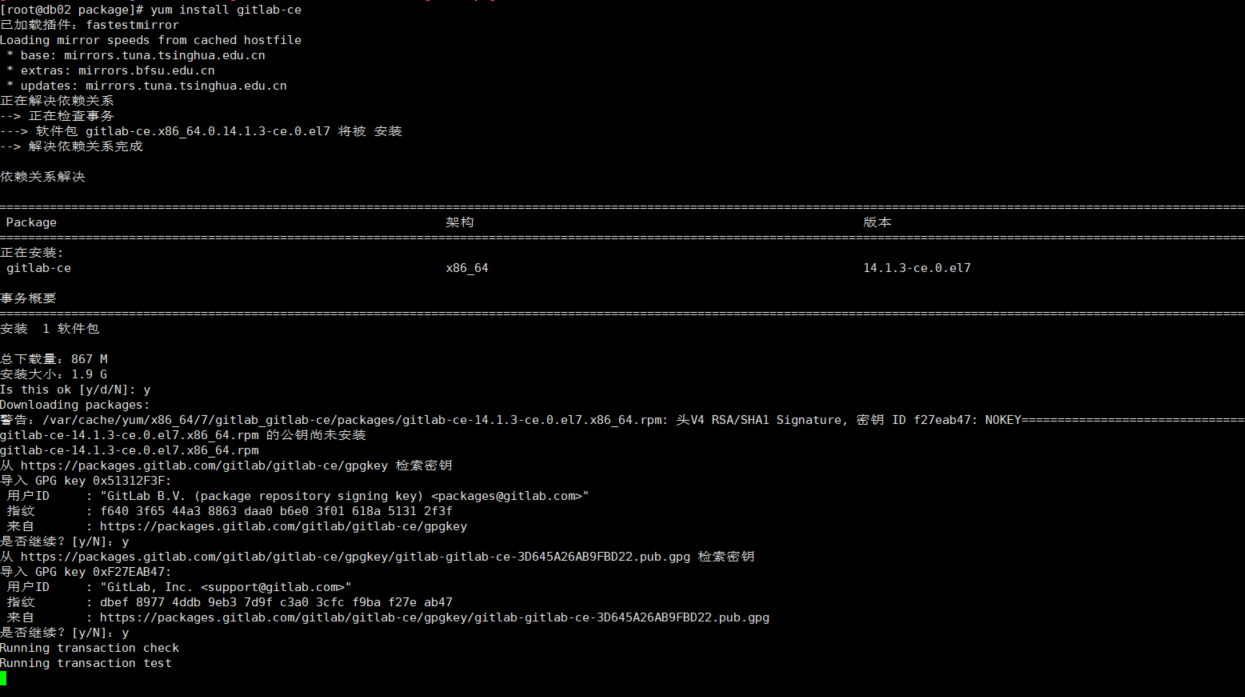 [root@db02 package]# yum install gitlab-ce
已加载插件：fastestmirror
Loading mirror speeds from cached hostfile
 * base: mirrors.tuna.tsinghua.edu.cn
 * extras: mirrors.bfsu.edu.cn
 * updates: mirrors.tuna.tsinghua.edu.cn
正在解决依赖关系
--> 正在检查事务
---> 软件包 gitlab-ce.x86_64.0.14.1.3-ce.0.el7 将被 安装
--> 解决依赖关系完成
依赖关系解决
Package 架构 版本
正在安装:
gitlab-ce x86_64 14.1.3-ce.0.el7
事务概要
安装  1 软件包
总下载量：867 M
安装大小：1.9 G
Is this ok [y/d/N]: y
Downloading packages:
警告：/var/cache/yum/x86_64/7/gitlab_gitlab-ce/packages/gitlab-ce-14.1.3-ce.0.el7.x86_64.rpm: 头V4 RSA/SHA1 Signature, 密钥 ID f27eab47: NOKEY===============================
gitlab-ce-14.1.3-ce.0.el7.x86_64.rpm 的公钥尚未安装
gitlab-ce-14.1.3-ce.0.el7.x86_64.rpm
从 https://packages.gitlab.com/gitlab/gitlab-ce/gpgkey 检索密钥
导入 GPG key 0x51312F3F:
 用户ID     : "GitLab B.V. (package repository signing key) <packages@gitlab.com>"
 指纹       : f640 3f65 44a3 8863 daa0 b6e0 3f01 618a 5131 2f3f
 来自       : https://packages.gitlab.com/gitlab/gitlab-ce/gpgkey
是否继续？[y/N]：y
从 https://packages.gitlab.com/gitlab/gitlab-ce/gpgkey/gitlab-gitlab-ce-3D645A26AB9FBD22.pub.gpg 检索密钥
导入 GPG key 0xF27EAB47:
 用户ID     : "GitLab, Inc. <support@gitlab.com>"
 指纹       : dbef 8977 4ddb 9eb3 7d9f c3a0 3cfc f9ba f27e ab47
 来自       : https://packages.gitlab.com/gitlab/gitlab-ce/gpgkey/gitlab-gitlab-ce-3D645A26AB9FBD22.pub.gpg
是否继续？[y/N]：y
Running transaction check
Running transaction test